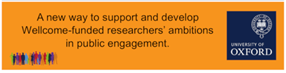 A new way to support and develop
Wellcome-funded researchers' ambitions
in public engagement.
UNIVERSITY OF
OXFORD